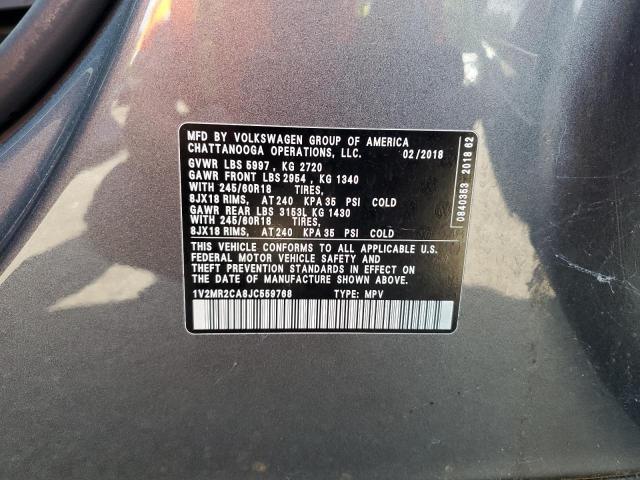 MFD BY VOLKSWAGEN GROUP OF AMERICA
CHATTANOOGA OPERATIONS, LLC. 02/2018
GVWR LBS 5997 , KG 2720
GAWR FRONT LBS 2954 , KG 1340
WITH 245/60R18 TIRES,
8JX18 RIMS, AT 240 KPA 35 PSI COLD
GAWR REAR LBS 3153L KG 1430
WITH 245/60R18 TIRES,
8JX18 RIMS, AT 240 KPA 35 PSI COLD
THIS VEHICLE CONFORMS TO ALL APPLICABLE U.S.
FEDERAL MOTOR VEHICLE SAFETY AND
THEFT PREVENTION STANDARDS IN EFFECT ON
THE DATE OF MANUFACTURE SHOWN ABOVE.
1V2MR2CA8JC559768 TYPE: MPV
0840353 2018 62